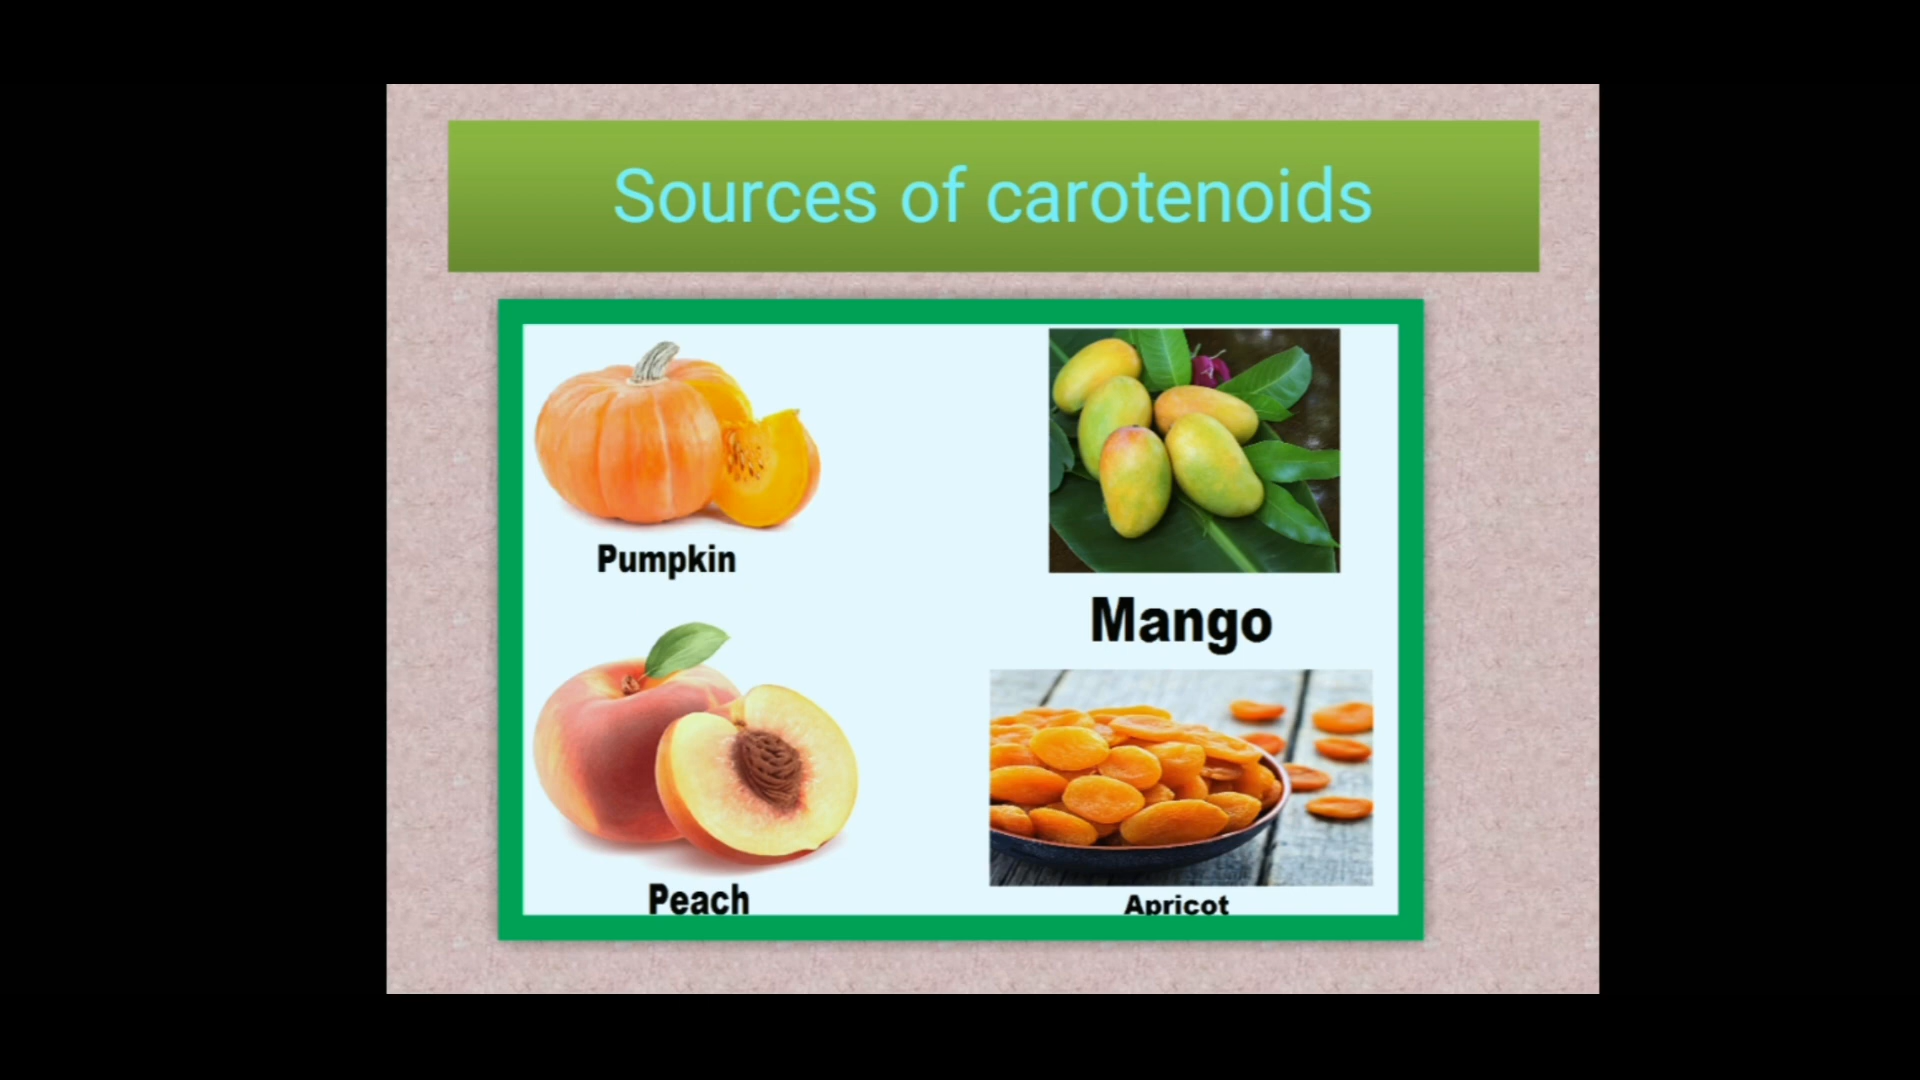 Sources of carotenoids
Pumpkin
Mango
Peach
Apricot